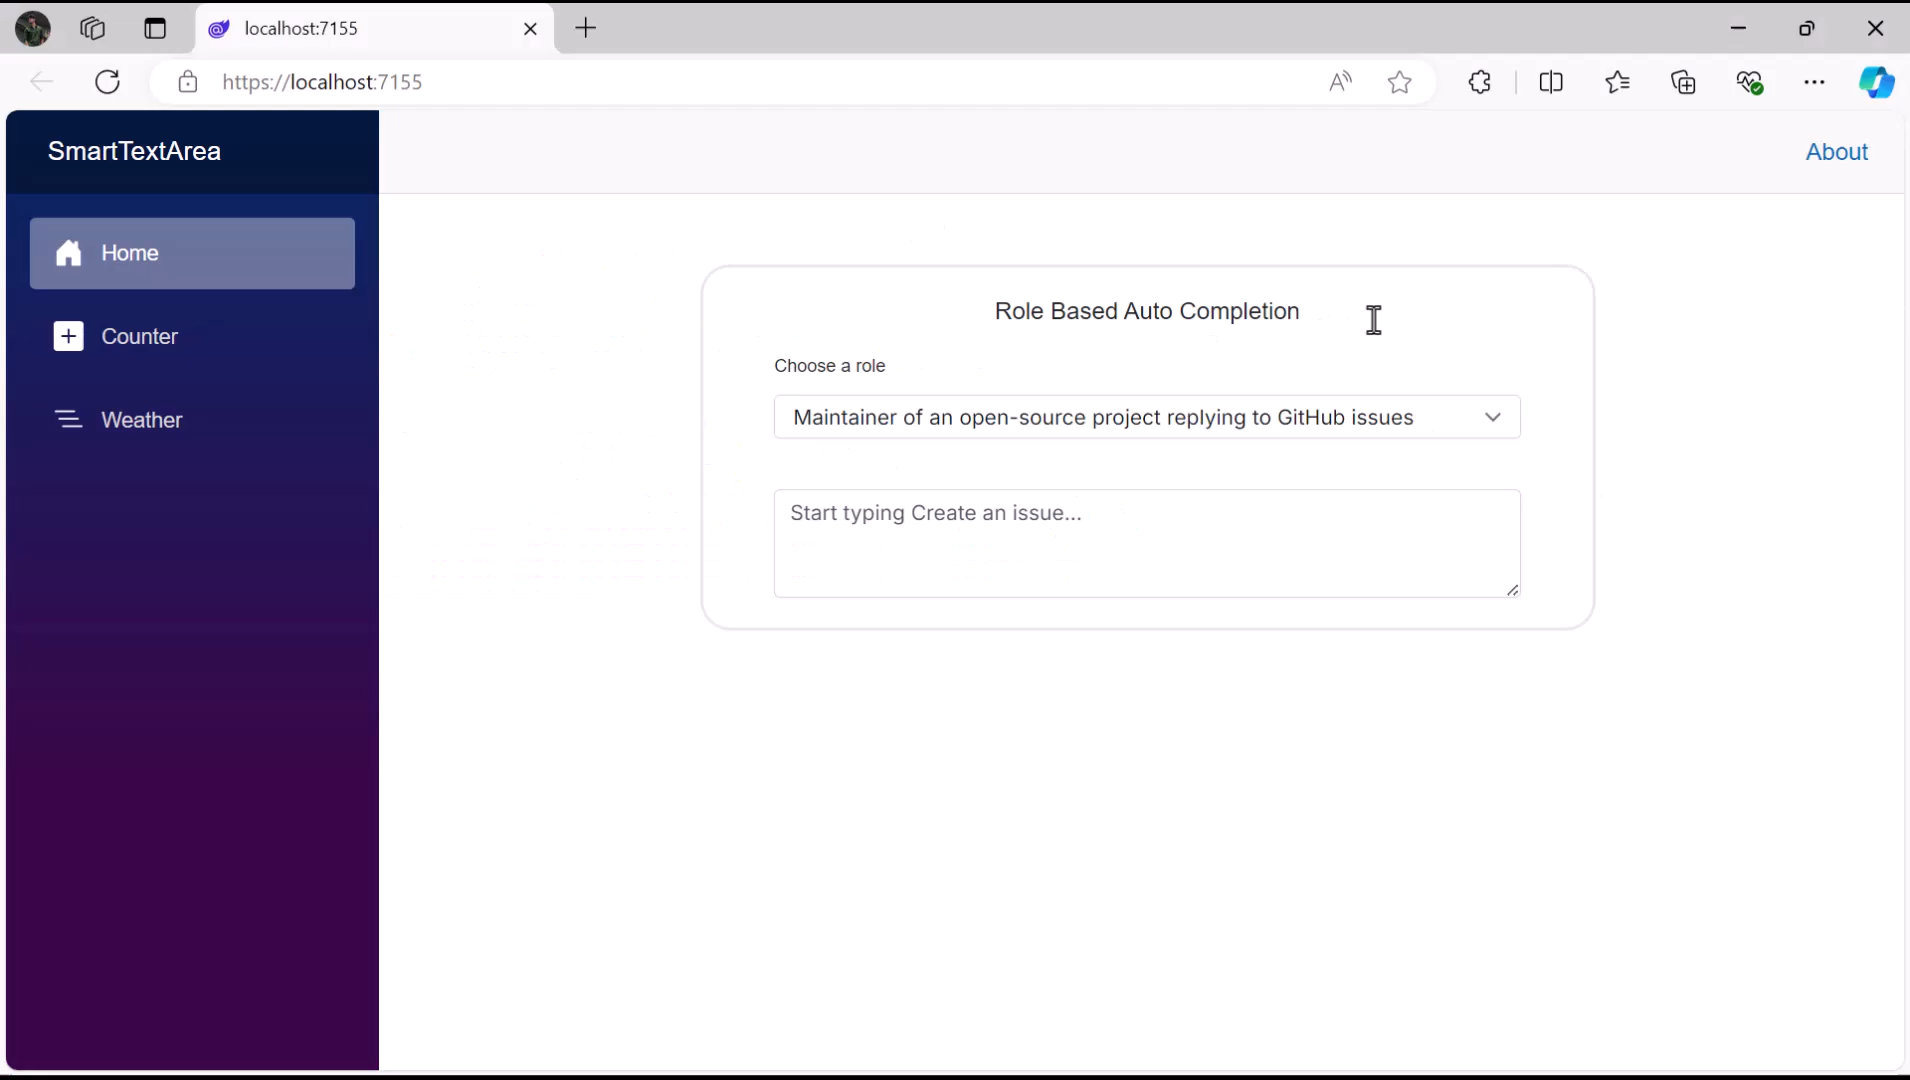 localhost:7155
https://localhost:7155
SmartTextArea
About
Home
Counter
Weather
Role Based Auto Completion
Choose a role
Maintainer of an open-source project replying to GitHub issues
Start typing Create an issue...